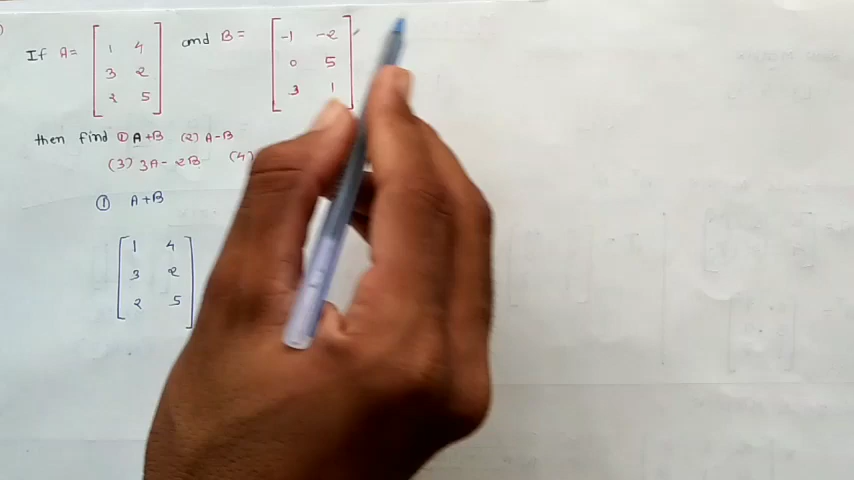 If A = [ 1 4 and B = [ -1 -2
3 2 0 5
2 5 ] 3 1 ]
then find ① A+B (2) A-B
(3) 3A - 2B (4)
① A+B
[ 1 4
3 2
2 5 ]